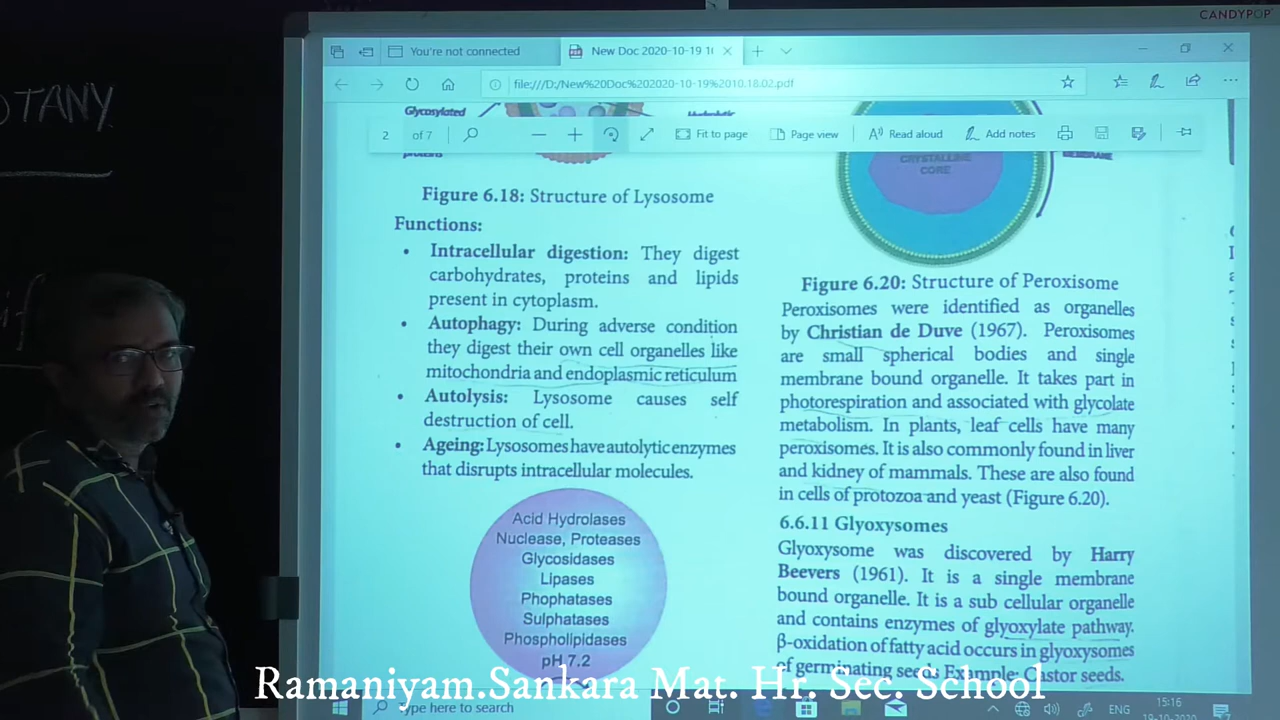 CANDYPOP
OTANY
You're not connected
New Doc 2020-10-19 10
file:///D:/New%20Doc%202020-10-19%2010.18.02.pdf
2 of 7
Fit to page
Page view
Read aloud
Add notes
Glycosylated
proteins
CRYSTALLINE
CORE
MEMBRANE
Figure 6.18: Structure of Lysosome
Functions:
• Intracellular digestion: They digest
carbohydrates, proteins and lipids
present in cytoplasm.
• Autophagy: During adverse condition
they digest their own cell organelles like
mitochondria and endoplasmic reticulum
• Autolysis: Lysosome causes self
destruction of cell.
• Ageing: Lysosomes have autolytic enzymes
that disrupts intracellular molecules.
Acid Hydrolases
Nuclease, Proteases
Glycosidases
Lipases
Phophatases
Sulphatases
Phospholipidases
pH 7.2
Figure 6.20: Structure of Peroxisome
Peroxisomes were identified as organelles
by Christian de Duve (1967). Peroxisomes
are small spherical bodies and single
membrane bound organelle. It takes part in
photorespiration and associated with glycolate
metabolism. In plants, leaf cells have many
peroxisomes. It is also commonly found in liver
and kidney of mammals. These are also found
in cells of protozoa and yeast (Figure 6.20).
6.6.11 Glyoxysomes
Glyoxysome was discovered by Harry
Beevers (1961). It is a single membrane
bound organelle. It is a sub cellular organelle
and contains enzymes of glyoxylate pathway.
β-oxidation of fatty acid occurs in glyoxysomes
of germinating seeds Example: Castor seeds.
Ramaniyam.Sankara Mat. Hr. Sec. School
Type here to search
ENG
15:16
19-10-2020